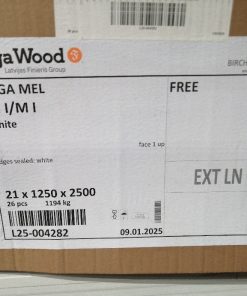 gaWood
Latvijas Finieris Group
BIRCH
GA MEL
FREE
I/M I
nite
face 1 up
dges sealed: white
EXT LN
21 x 1250 x 2500
26 pcs 1194 kg
L25-004282
09.01.2025